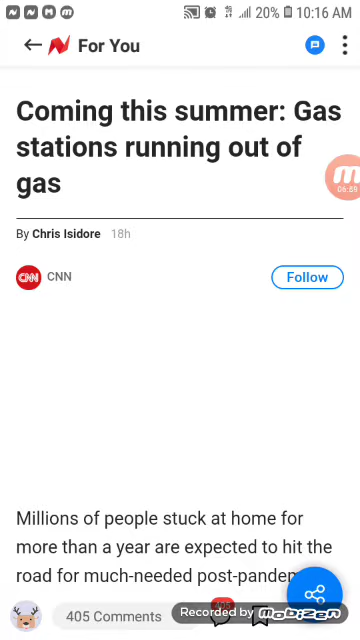 20% 10:16 AM
For You
Coming this summer: Gas
stations running out of
gas
By Chris Isidore 18h
CNN CNN Follow
Millions of people stuck at home for
more than a year are expected to hit the
road for much-needed
405 Comments
Recorded by
mobizen